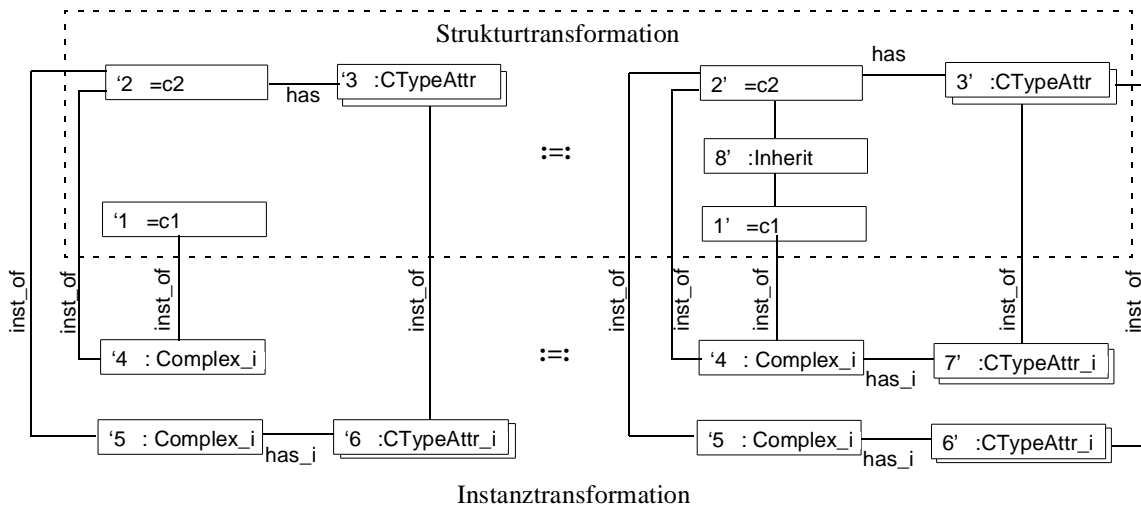 Strukturtransformation
‘2 =c2
has
‘3 :CTypeAttr
2’ =c2
has
3’ :CTypeAttr
:=:
8’ :Inherit
‘1 =c1
1’ =c1
inst_of
inst_of
inst_of
inst_of
inst_of
inst_of
inst_of
inst_of
inst_of
‘4 : Complex_i
:=:
‘4 : Complex_i
has_i
7’ :CTypeAttr_i
‘5 : Complex_i
has_i
‘6 :CTypeAttr_i
‘5 : Complex_i
has_i
6’ :CTypeAttr_i
Instanztransformation